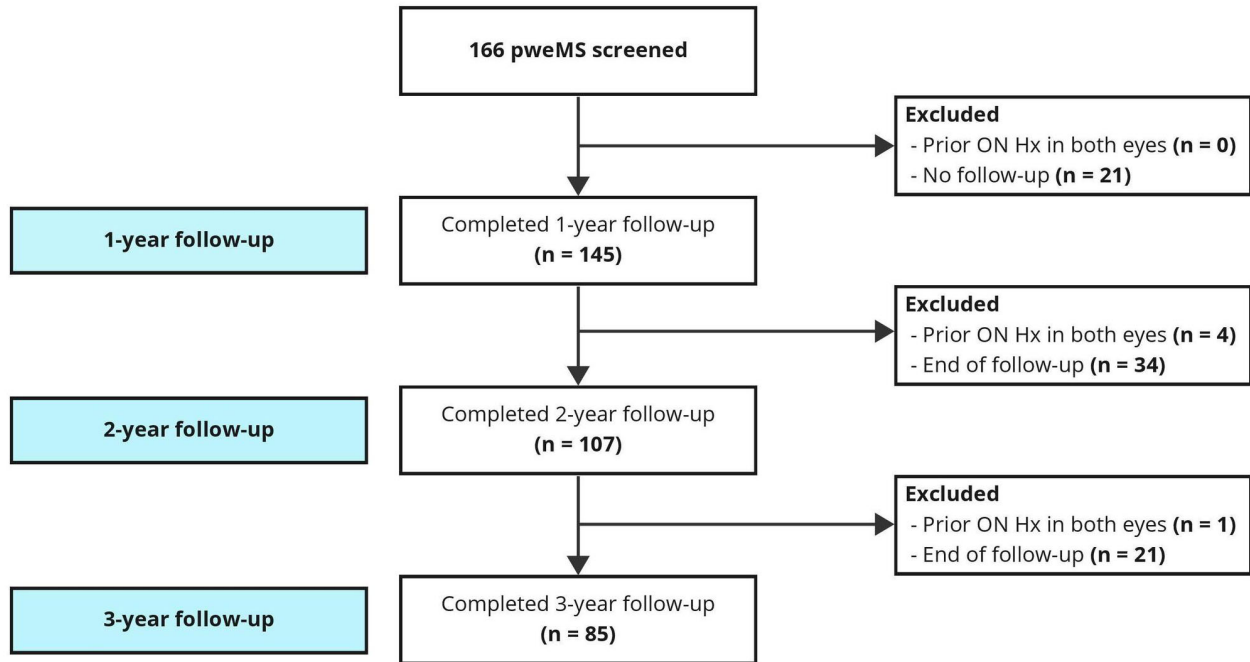 166 pweMS screened
Excluded
- Prior ON Hx in both eyes (n = 0)
- No follow-up (n = 21)
1-year follow-up
Completed 1-year follow-up
(n = 145)
Excluded
- Prior ON Hx in both eyes (n = 4)
- End of follow-up (n = 34)
2-year follow-up
Completed 2-year follow-up
(n = 107)
Excluded
- Prior ON Hx in both eyes (n = 1)
- End of follow-up (n = 21)
3-year follow-up
Completed 3-year follow-up
(n = 85)